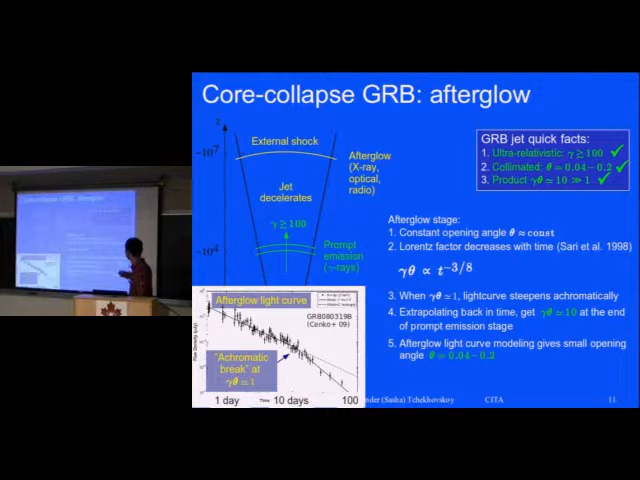 Core-collapse GRB: afterglow
z
~10⁷
~10⁴
External shock
Jet
decelerates
γ ≳ 100
Afterglow
(X-ray,
optical,
radio)
Prompt
emission
(γ-rays)
GRB jet quick facts:
1. Ultra-relativistic: γ ≳ 100 ✓
2. Collimated: θ = 0.04−0.2 ✓
3. Product γθ ≃ 10 ≫ 1 ✓
Afterglow stage:
1. Constant opening angle θ ≈ const
2. Lorentz factor decreases with time (Sari et al. 1998)
γθ ∝ t^−3/8
3. When γθ ≃ 1, lightcurve steepens achromatically
4. Extrapolating back in time, get γθ ≃ 10 at the end
of prompt emission stage
5. Afterglow light curve modeling gives small opening
angle θ = 0.04−0.2
Afterglow light curve
GRB080319B
(Cenko+ 09)
"Achromatic
break" at
γθ ≃ 1
1 day
Time
10 days
100
nder (Sasha) Tchekhovskoy
CITA
11